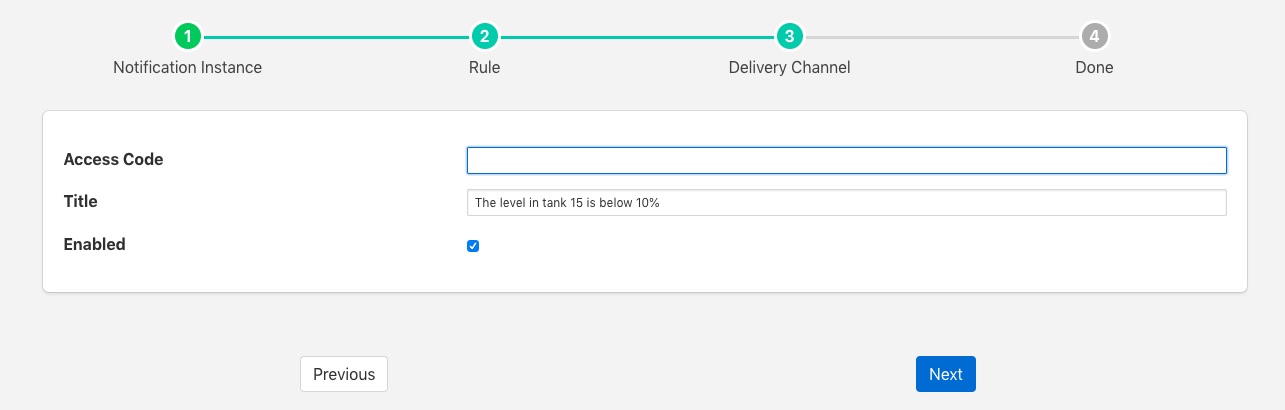 1 2 3 4
Notification Instance Rule Delivery Channel Done
Access Code
Title The level in tank 15 is below 10%
Enabled
Previous Next